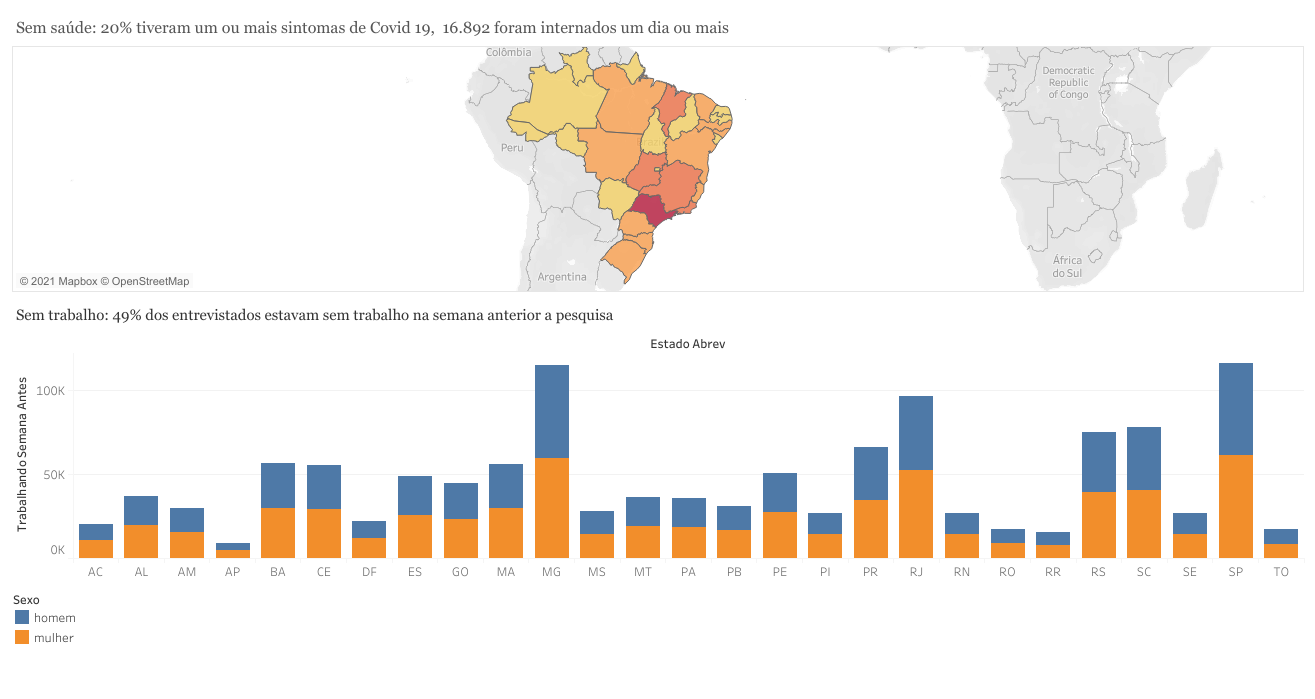 Sem saúde: 20% tiveram um ou mais sintomas de Covid 19, 16.892 foram internados um dia ou mais
Colômbia
Democratic
Republic
of Congo
Peru
África
do Sul
Argentina
© 2021 Mapbox © OpenStreetMap
Sem trabalho: 49% dos entrevistados estavam sem trabalho na semana anterior a pesquisa
Estado Abrev
Trabalhando Semana Antes
100K
50K
0K
AC AL AM AP BA CE DF ES GO MA MG MS MT PA PB PE PI PR RJ RN RO RR RS SC SE SP TO
Sexo
homem
mulher